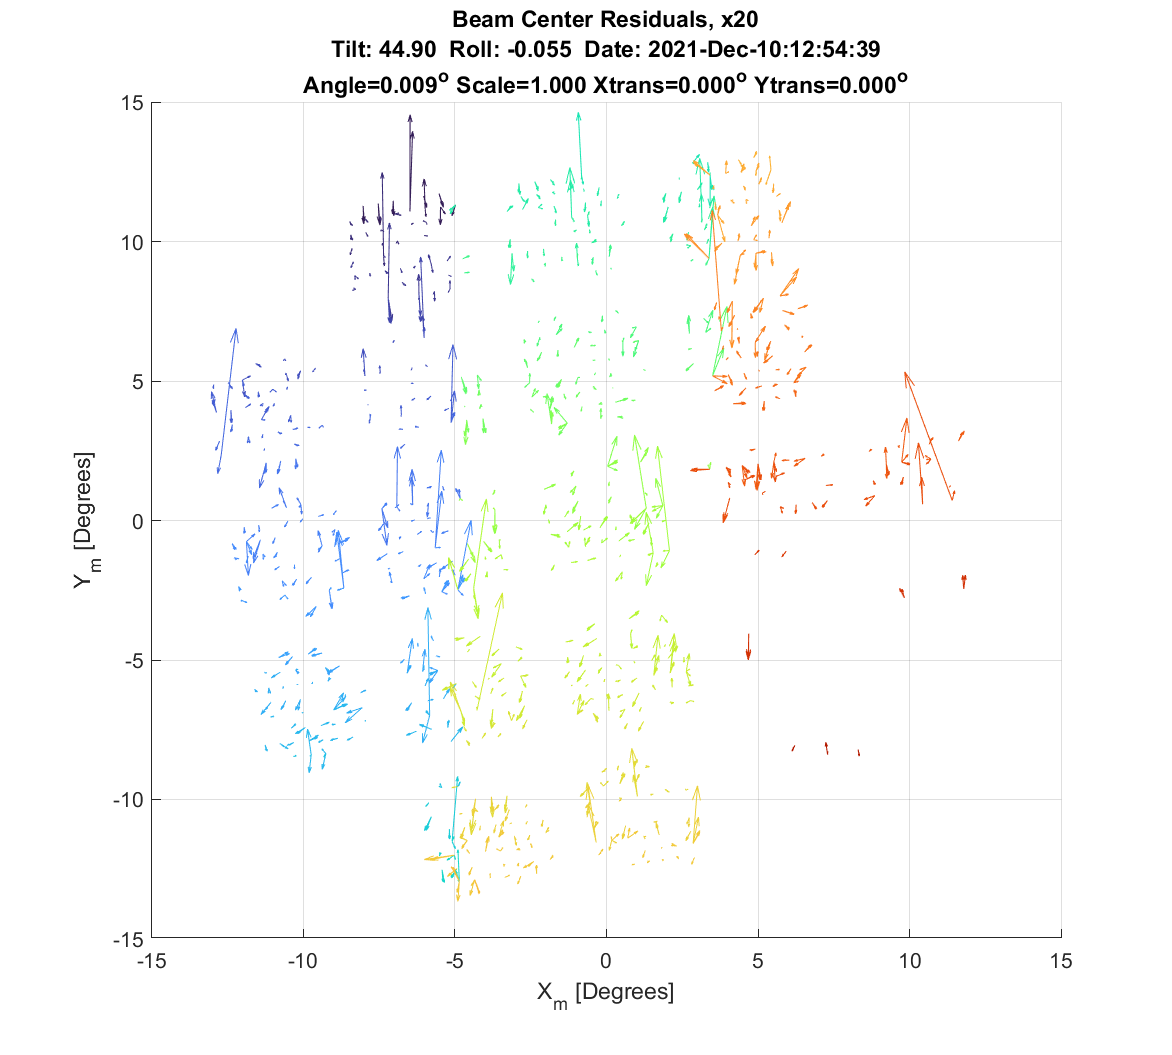 Beam Center Residuals, x20
Tilt: 44.90 Roll: -0.055 Date: 2021-Dec-10:12:54:39
Angle=0.009° Scale=1.000 Xtrans=0.000° Ytrans=0.000°
15
10
5
0
-5
-10
-15
Y_m [Degrees]
-15 -10 -5 0 5 10 15
X_m [Degrees]